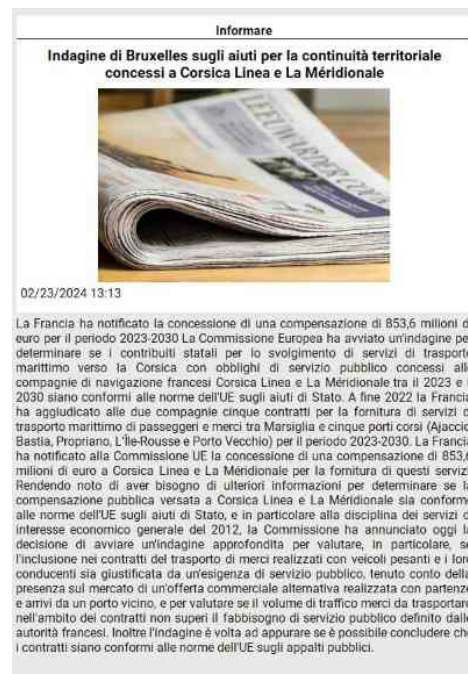 Informare
Indagine di Bruxelles sugli aiuti per la continuità territoriale
concessi a Corsica Linea e La Méridionale
LEEUWARDER COU
02/23/2024 13:13
La Francia ha notificato la concessione di una compensazione di 853,6 milioni d
euro per il periodo 2023-2030 La Commissione Europea ha avviato un'indagine pe
determinare se i contributi statali per lo svolgimento di servizi di trasporto
marittimo verso la Corsica con obblighi di servizio pubblico concessi alle
compagnie di navigazione francesi Corsica Linea e La Méridionale tra il 2023 e i
2030 siano conformi alle norme dell'UE sugli aiuti di Stato. A fine 2022 la Francia
ha aggiudicato alle due compagnie cinque contratti per la fornitura di servizi d
trasporto marittimo di passeggeri e merci tra Marsiglia e cinque porti corsi (Ajaccio
Bastia, Propriano, L'Île-Rousse e Porto Vecchio) per il periodo 2023-2030. La Francia
ha notificato alla Commissione UE la concessione di una compensazione di 853,6
milioni di euro a Corsica Linea e La Méridionale per la fornitura di questi serviz
Rendendo noto di aver bisogno di ulteriori informazioni per determinare se la
compensazione pubblica versata a Corsica Linea e La Méridionale sia conforme
alle norme dell'UE sugli aiuti di Stato, e in particolare alla disciplina dei servizi d
interesse economico generale del 2012, la Commissione ha annunciato oggi la
decisione di avviare un'indagine approfondita per valutare, in particolare, se
l'inclusione nei contratti del trasporto di merci realizzati con veicoli pesanti e i loro
conducenti sia giustificata da un'esigenza di servizio pubblico, tenuto conto della
presenza sul mercato di un'offerta commerciale alternativa realizzata con partenze
e arrivi da un porto vicino, e per valutare se il volume di traffico merci da trasportare
nell'ambito dei contratti non superi il fabbisogno di servizio pubblico definito dalle
autorità francesi. Inoltre l'indagine è volta ad appurare se è possibile concludere che
i contratti siano conformi alle norme dell'UE sugli appalti pubblici.